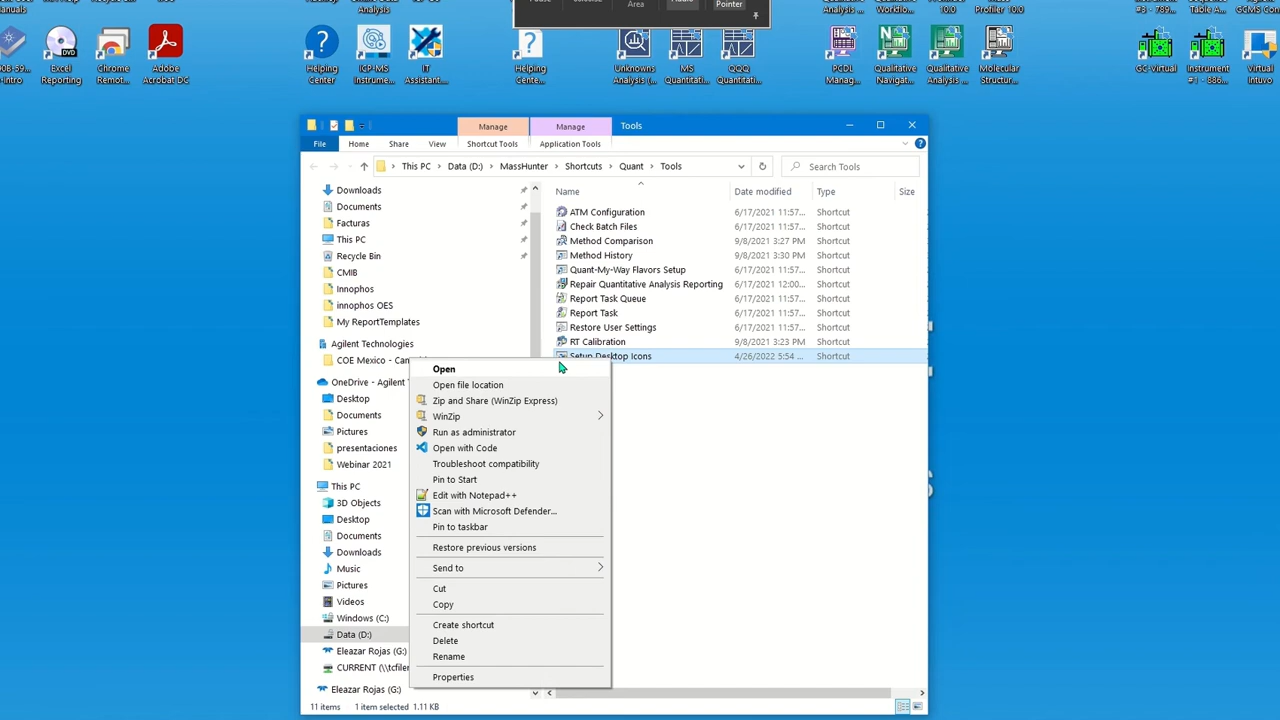 Manuals
Analysis
Area
Pointer
Analysis
Workflow...
Profiler 10.0
#3 - 789...
Table A...
GCMS Con...
Intro
Excel
Reporting
Chrome
Remot...
Adobe
Acrobat DC
Helping
Center
ICP-MS
Instrume...
IT
Assistant...
Helping
Cente...
Unknowns
Analysis (...
MS
Quantitati...
QQQ
Quantitati...
PCDL
Manag...
Qualitative
Navigat...
Qualitative
Analysis ...
Molecular
Structur...
GC-Virtual
Instrument
#1 - 886...
Virtual
Intuvo
Manage
Manage
Tools
File
Home
Share
View
Shortcut Tools
Application Tools
This PC > Data (D:) > MassHunter > Shortcuts > Quant > Tools
Search Tools
Downloads
Documents
Facturas
This PC
Recycle Bin
CMIB
Innophos
innophos OES
My ReportTemplates
Agilent Technologies
COE Mexico - Can
OneDrive - Agilent T
Desktop
Documents
Pictures
presentaciones
Webinar 2021
This PC
3D Objects
Desktop
Documents
Downloads
Music
Pictures
Videos
Windows (C:)
Data (D:)
Eleazar Rojas (G:)
CURRENT (\\tcfiler
Eleazar Rojas (G:)
Name Date modified Type Size
ATM Configuration 6/17/2021 11:57... Shortcut
Check Batch Files 6/17/2021 11:57... Shortcut
Method Comparison 9/8/2021 3:27 PM Shortcut
Method History 9/8/2021 3:30 PM Shortcut
Quant-My-Way Flavors Setup 6/17/2021 11:57... Shortcut
Repair Quantitative Analysis Reporting 6/17/2021 12:00... Shortcut
Report Task Queue 6/17/2021 11:57... Shortcut
Report Task 6/17/2021 11:57... Shortcut
Restore User Settings 6/17/2021 11:57... Shortcut
RT Calibration 9/8/2021 3:23 PM Shortcut
Setup Desktop Icons 4/26/2022 5:54 ... Shortcut
Open
Open file location
Zip and Share (WinZip Express)
WinZip
Run as administrator
Open with Code
Troubleshoot compatibility
Pin to Start
Edit with Notepad++
Scan with Microsoft Defender...
Pin to taskbar
Restore previous versions
Send to
Cut
Copy
Create shortcut
Delete
Rename
Properties
11 items 1 item selected 1.11 KB